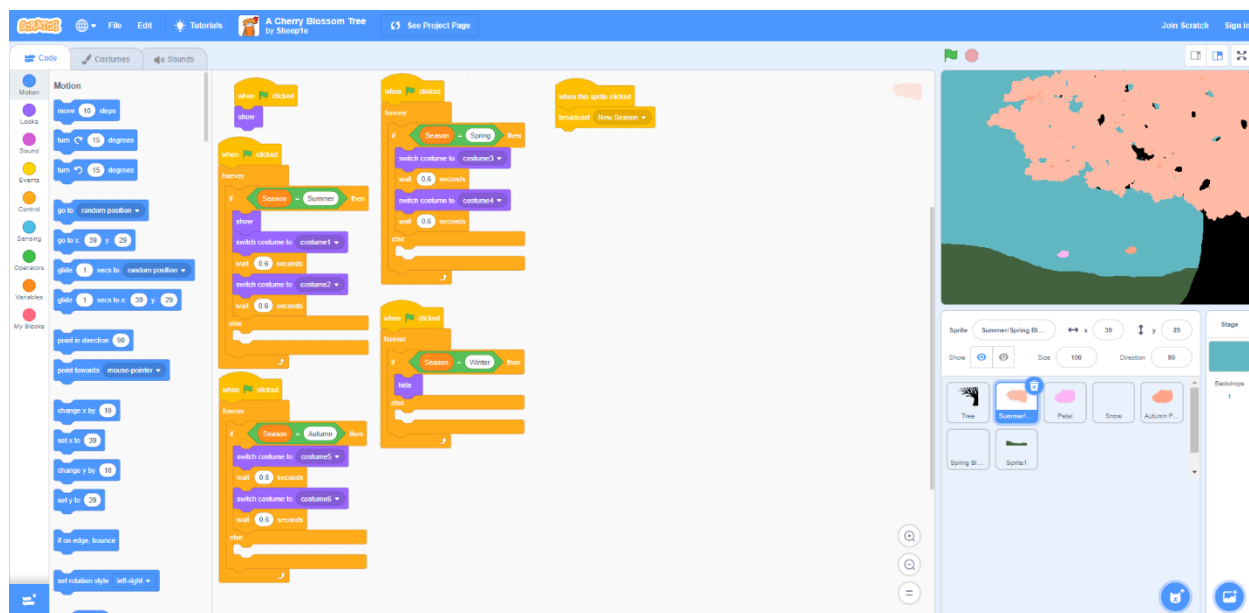 SCRATCH
File
Edit
Tutorials
A Cherry Blossom Tree
by Sheep1e
See Project Page
Join Scratch
Sign in
Code
Costumes
Sounds
Motion
Looks
Sound
Events
Control
Sensing
Operators
Variables
My Blocks
Motion
move 10 steps
turn 15 degrees
turn 15 degrees
go to random position
go to x: 39 y: 29
glide 1 secs to random position
glide 1 secs to x: 39 y: 29
point in direction 90
point towards mouse-pointer
change x by 10
set x to 39
change y by 10
set y to 29
if on edge, bounce
set rotation style left-right
when clicked
show
when clicked
forever
if Season = Summer then
show
switch costume to costume1
wait 0.6 seconds
switch costume to costume2
wait 0.6 seconds
else
when clicked
forever
if Season = Autumn then
switch costume to costume5
wait 0.6 seconds
switch costume to costume6
wait 0.6 seconds
else
when clicked
forever
if Season = Spring then
switch costume to costume3
wait 0.6 seconds
switch costume to costume4
wait 0.6 seconds
else
when clicked
forever
if Season = Winter then
hide
else
when this sprite clicked
broadcast New Season
Sprite Summer/Spring Bl... x 39 y 29
Show Size 100 Direction 90
Tree
Summer/...
Petal
Snow
Autumn P...
Spring Bl...
Sprite1
Stage
Backdrops
1